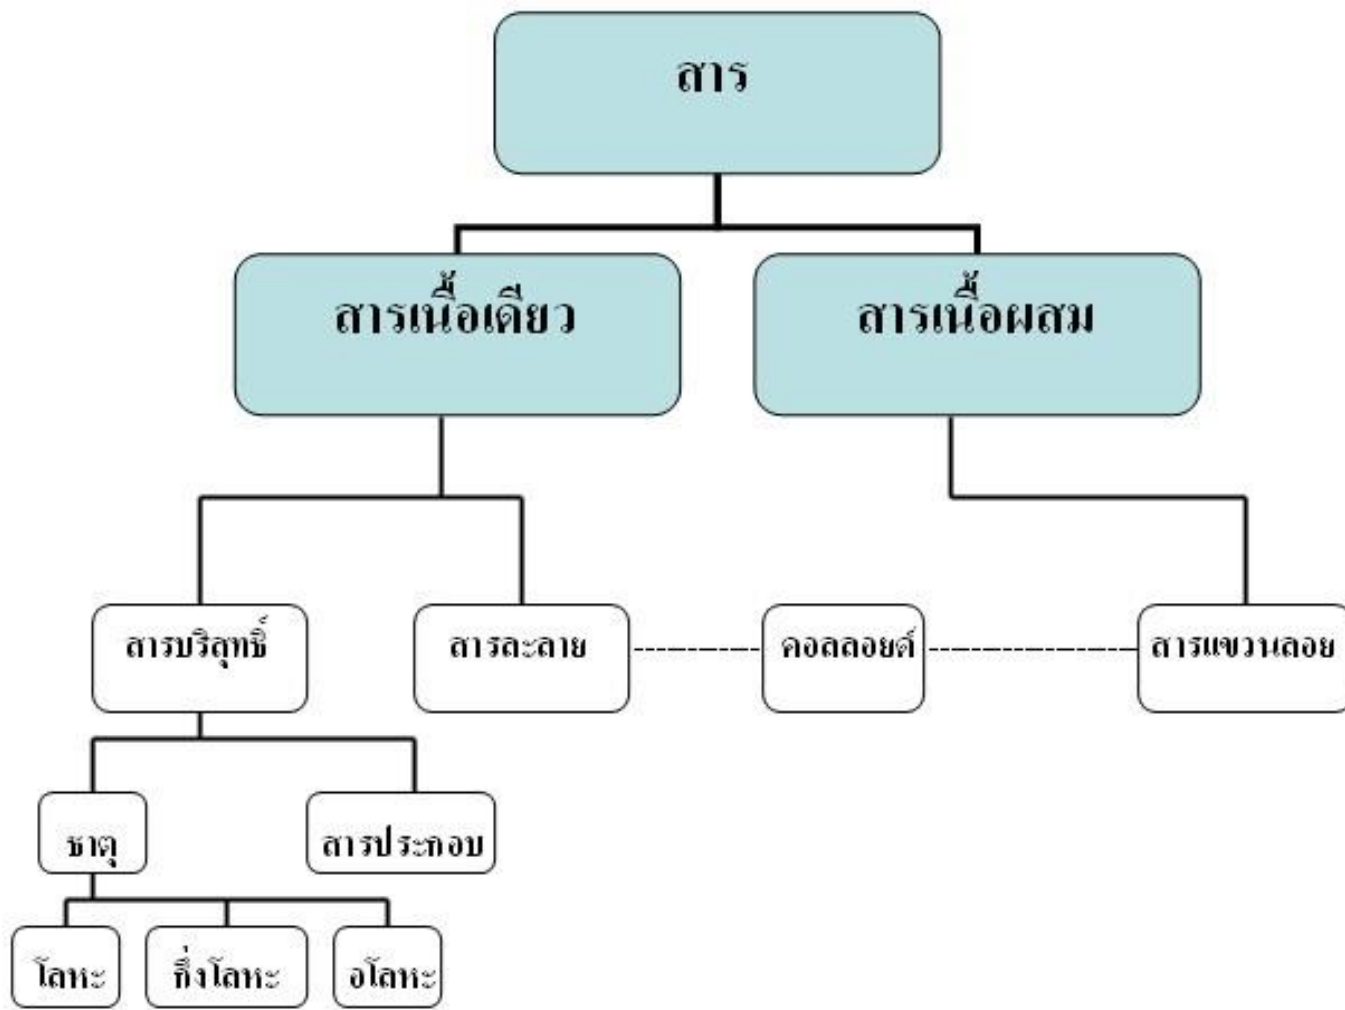 สาร
สารเนื้อเดียว
สารเนื้อผสม
สารบริสุทธิ์
สารละลาย
คอลลอยด์
สารแขวนลอย
ธาตุ
สารประกอบ
โลหะ
กึ่งโลหะ
อโลหะ